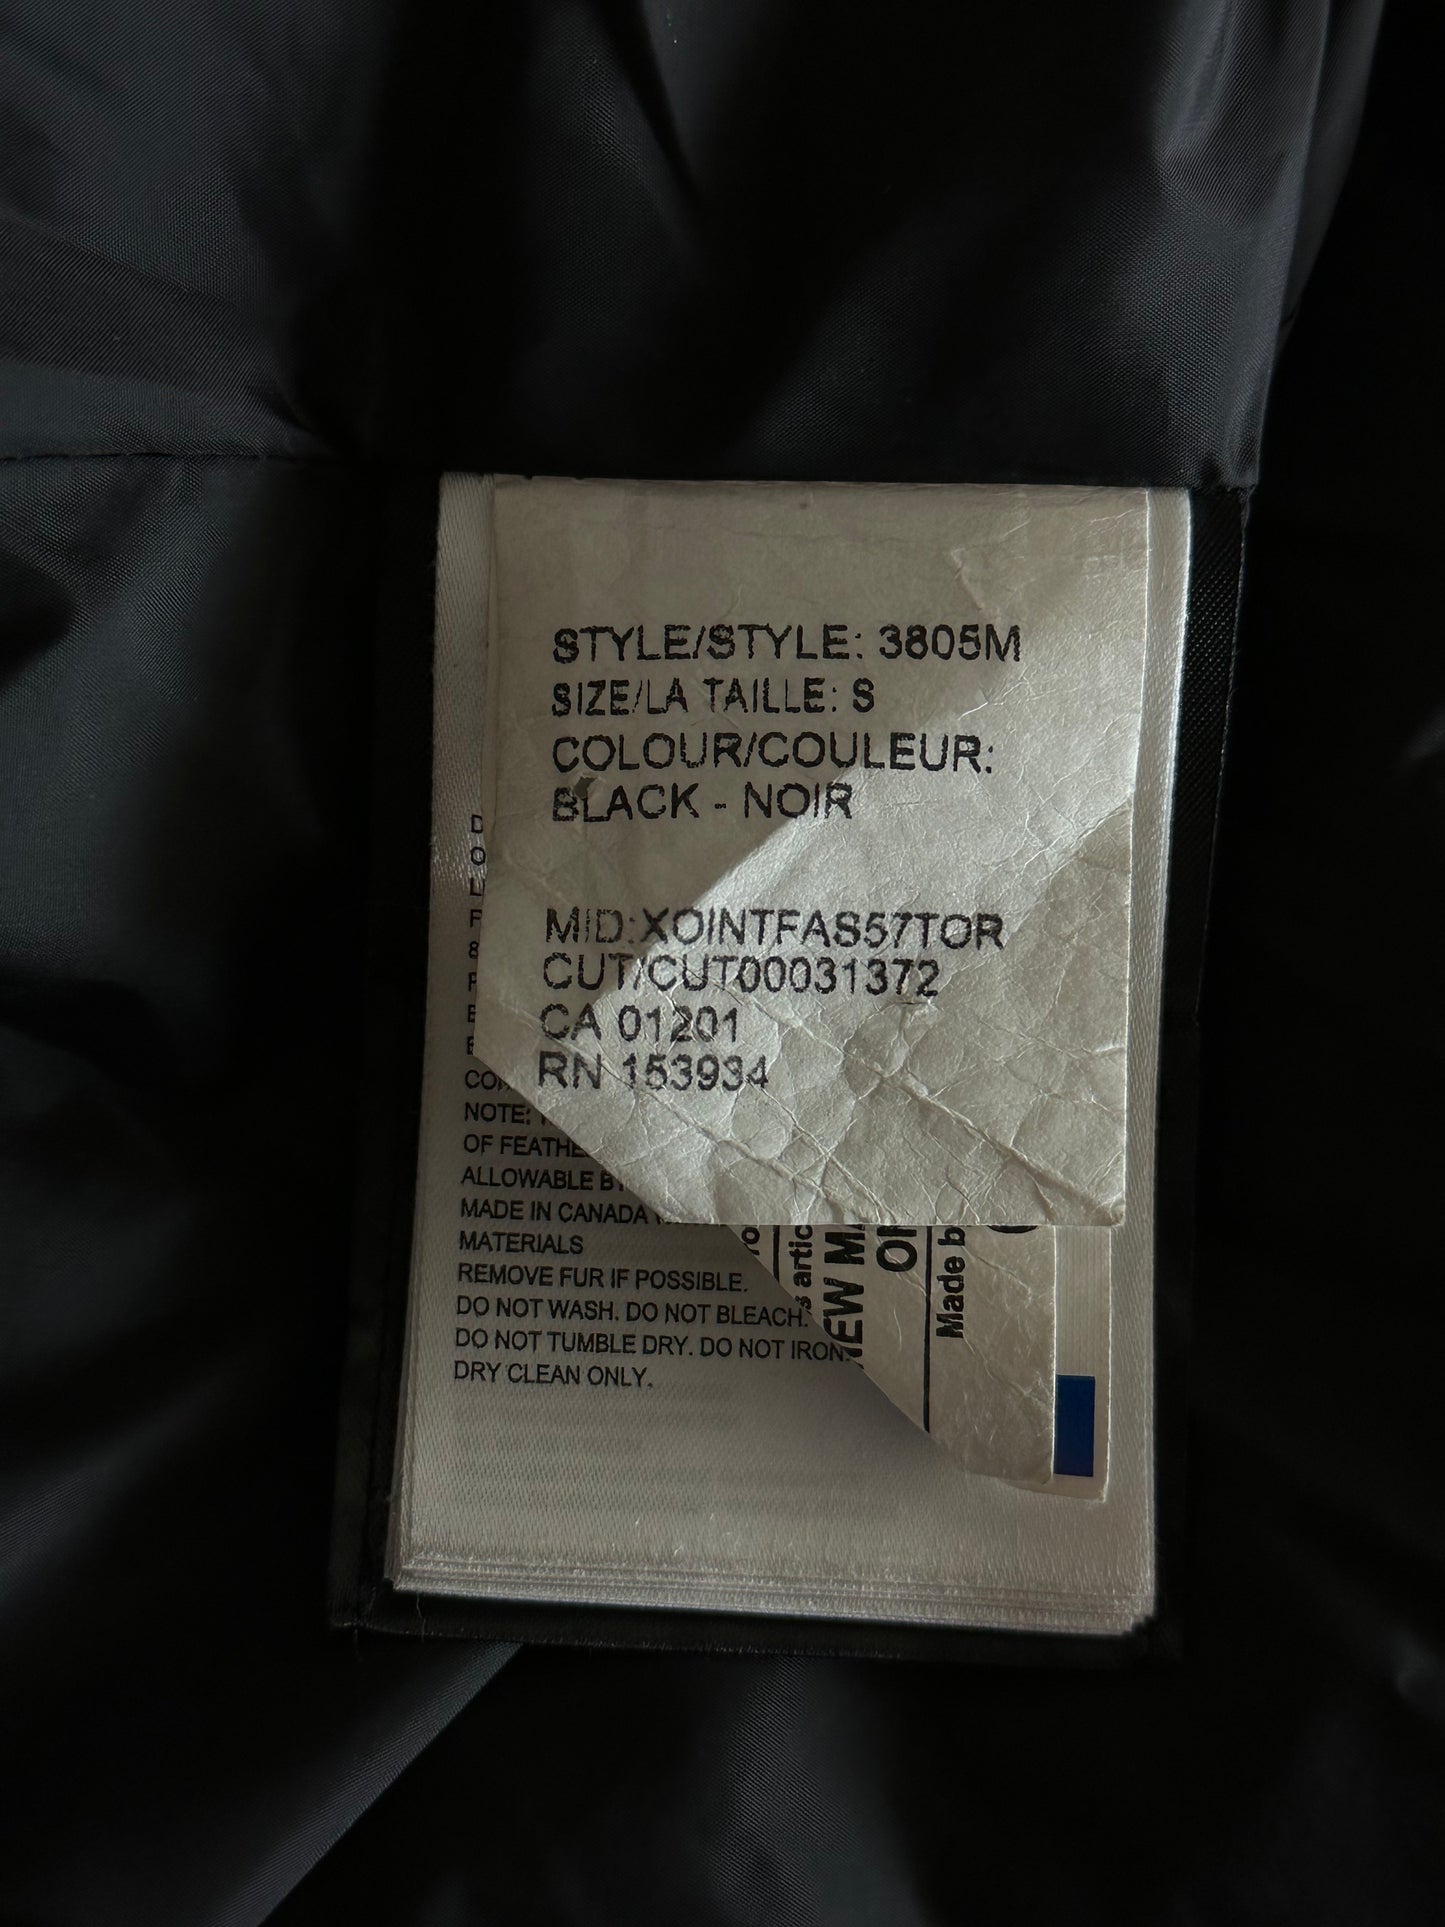 STYLE/STYLE: 3805M
SIZE/LA TAILLE: S
COLOUR/COULEUR:
BLACK - NOIR
MID:XOINTFAS57TOR
CUT/CUT00031372
CA 01201
RN 153934
NOTE:
OF
ALLOWABLE
MADE IN CANADA
MATERIALS
REMOVE FUR IF POSSIBLE.
DO NOT WASH. DO NOT BLEACH.
DO NOT TUMBLE DRY. DO NOT IRON.
DRY CLEAN ONLY.
Made b